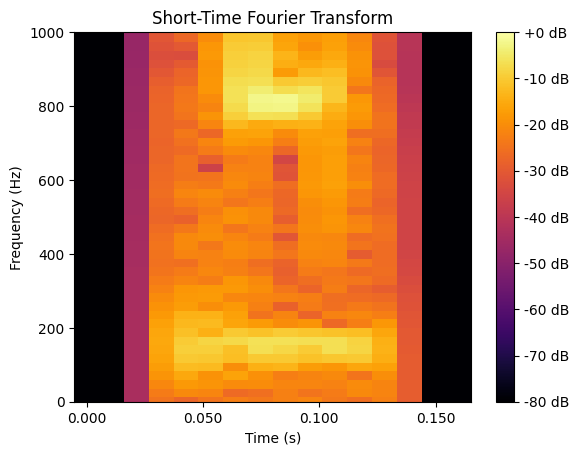 Short-Time Fourier Transform
1000
800
600
400
200
0
Frequency (Hz)
0.000
0.050
0.100
0.150
Time (s)
+0 dB
-10 dB
-20 dB
-30 dB
-40 dB
-50 dB
-60 dB
-70 dB
-80 dB